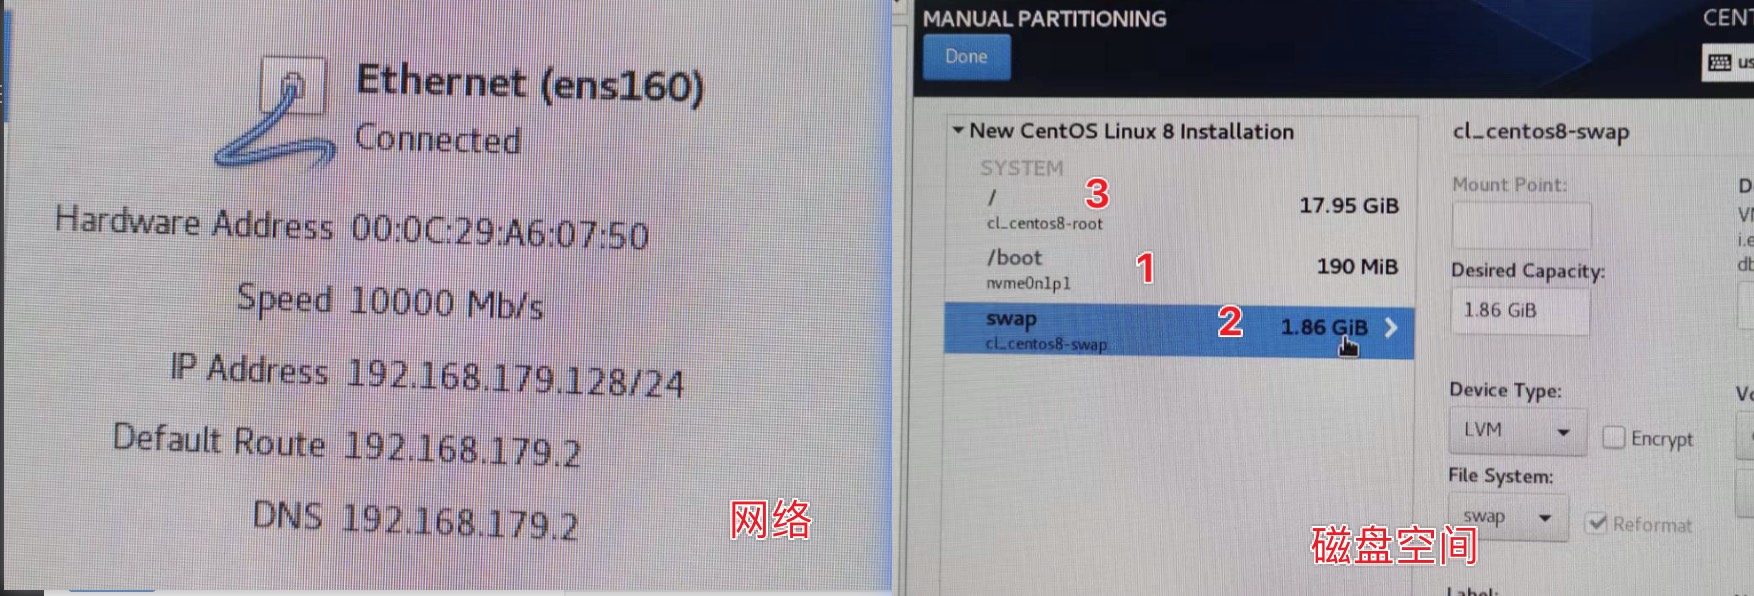 Ethernet (ens160)
Connected
Hardware Address 00:0C:29:A6:07:50
Speed 10000 Mb/s
IP Address 192.168.179.128/24
Default Route 192.168.179.2
DNS 192.168.179.2
网络
MANUAL PARTITIONING
CENT
Done
us
New CentOS Linux 8 Installation
SYSTEM
/
3
17.95 GiB
cl_centos8-root
/boot
1
190 MiB
nvme0n1p1
swap
2
1.86 GiB
cl_centos8-swap
cl_centos8-swap
Mount Point:
Desired Capacity:
1.86 GiB
Device Type:
LVM
Encrypt
File System:
swap
Reformat
磁盘空间
Label: